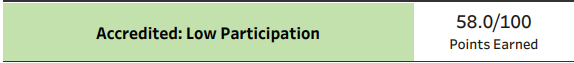 Accredited: Low Participation
58.0/100
Points Earned